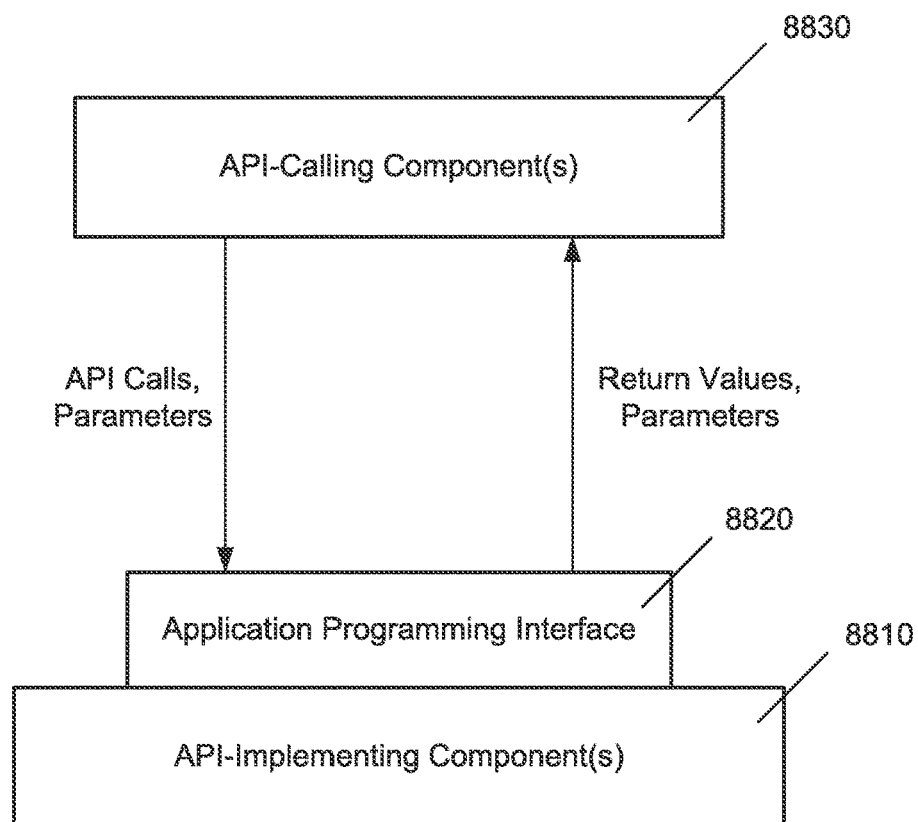 8830
API-Calling Component(s)
API Calls,
Parameters
Return Values,
Parameters
8820
Application Programming Interface
8810
API-Implementing Component(s)